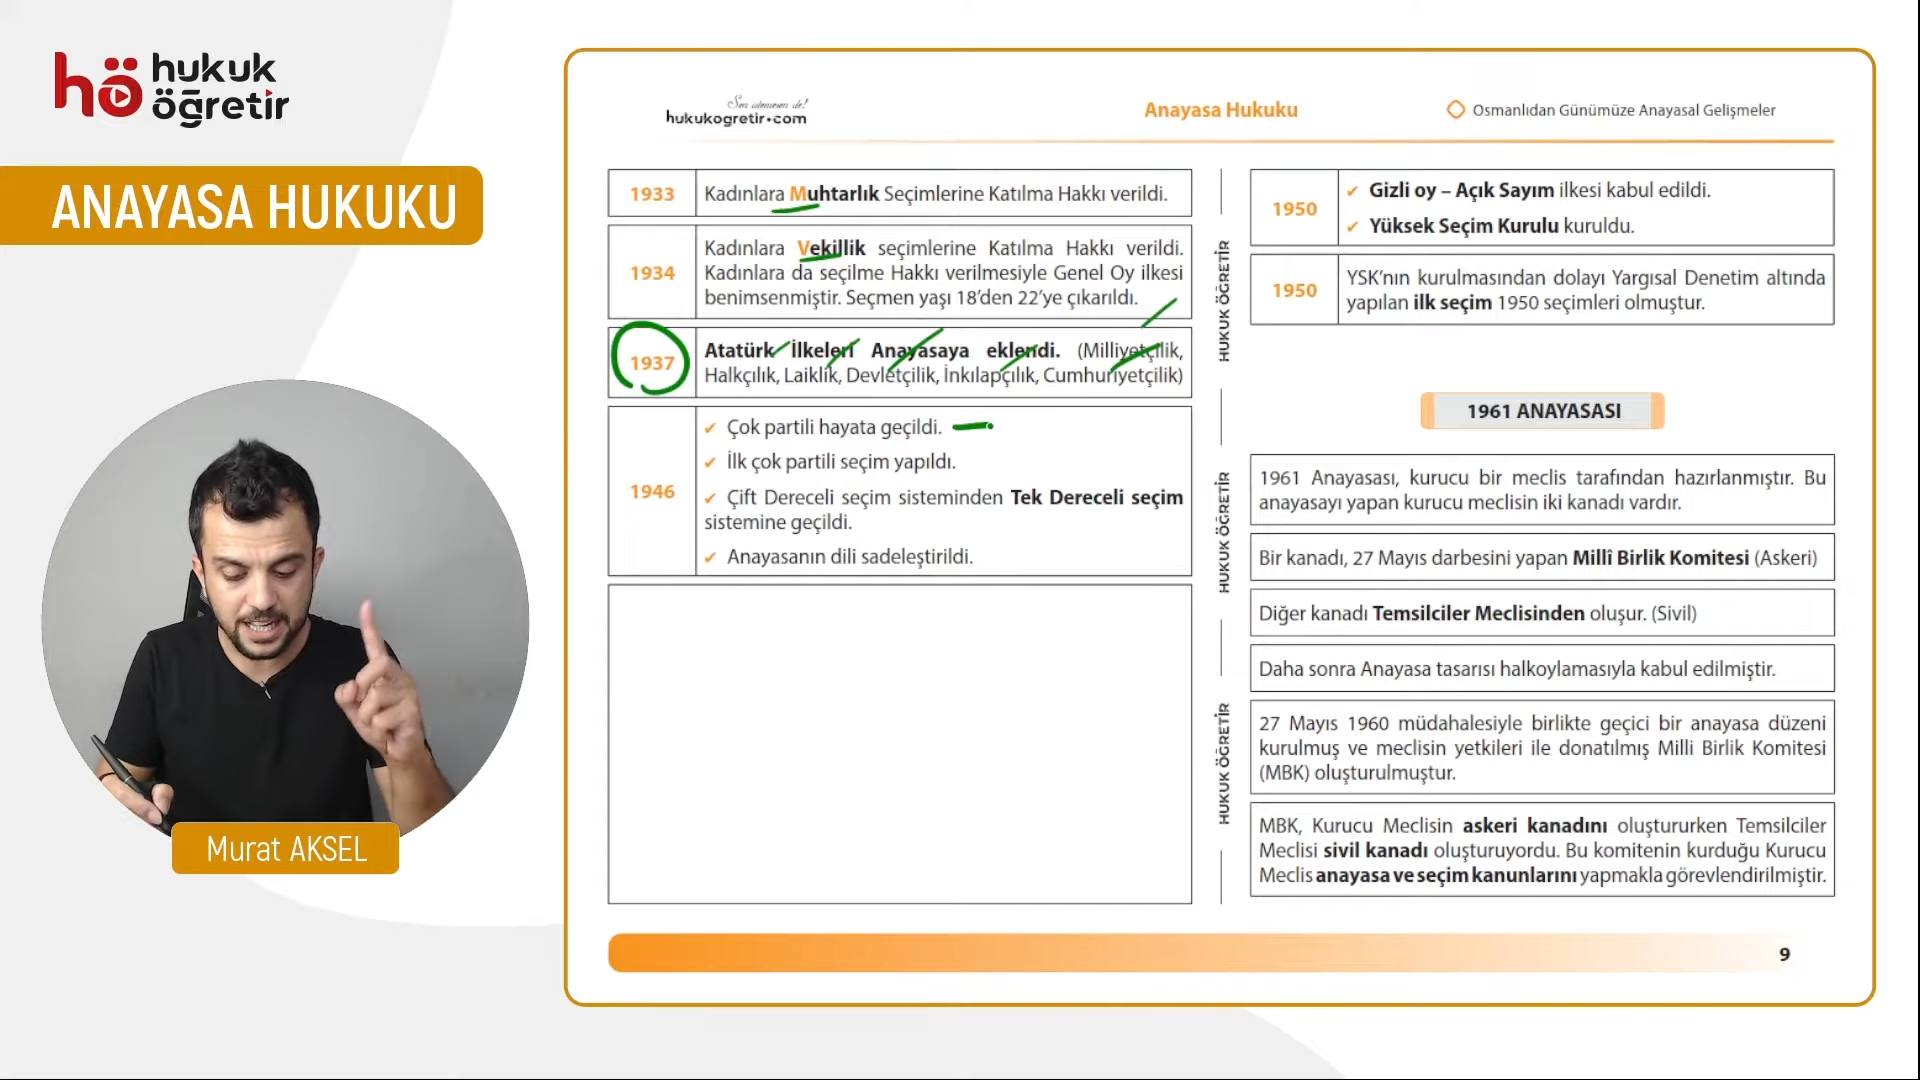 hö hukuk
öğretir
ANAYASA HUKUKU
Murat AKSEL
Sen istemesen de!
hukukogretir•com
Anayasa Hukuku
Osmanlıdan Günümüze Anayasal Gelişmeler
1933
Kadınlara Muhtarlık Seçimlerine Katılma Hakkı verildi.
1934
Kadınlara Vekillik seçimlerine Katılma Hakkı verildi.
Kadınlara da seçilme Hakkı verilmesiyle Genel Oy ilkesi
benimsenmiştir. Seçmen yaşı 18’den 22’ye çıkarıldı.
1937
Atatürk İlkeleri Anayasaya eklendi. (Milliyetçilik,
Halkçılık, Laiklik, Devletçilik, İnkılapçılık, Cumhuriyetçilik)
1946
✔ Çok partili hayata geçildi.
✔ İlk çok partili seçim yapıldı.
✔ Çift Dereceli seçim sisteminden Tek Dereceli seçim
sistemine geçildi.
✔ Anayasanın dili sadeleştirildi.
HUKUK ÖĞRETİR
HUKUK ÖĞRETİR
HUKUK ÖĞRETİR
1950
✔ Gizli oy – Açık Sayım ilkesi kabul edildi.
✔ Yüksek Seçim Kurulu kuruldu.
1950
YSK’nın kurulmasından dolayı Yargısal Denetim altında
yapılan ilk seçim 1950 seçimleri olmuştur.
1961 ANAYASASI
1961 Anayasası, kurucu bir meclis tarafından hazırlanmıştır. Bu
anayasayı yapan kurucu meclisin iki kanadı vardır.
Bir kanadı, 27 Mayıs darbesini yapan Millî Birlik Komitesi (Askeri)
Diğer kanadı Temsilciler Meclisinden oluşur. (Sivil)
Daha sonra Anayasa tasarısı halkoylamasıyla kabul edilmiştir.
27 Mayıs 1960 müdahalesiyle birlikte geçici bir anayasa düzeni
kurulmuş ve meclisin yetkileri ile donatılmış Milli Birlik Komitesi
(MBK) oluşturulmuştur.
MBK, Kurucu Meclisin askeri kanadını oluştururken Temsilciler
Meclisi sivil kanadı oluşturuyordu. Bu komitenin kurduğu Kurucu
Meclis anayasa ve seçim kanunlarını yapmakla görevlendirilmiştir.
9